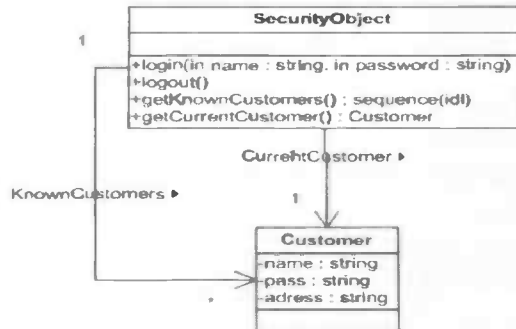 SecurityObject
1
+login(in name : string, in password : string)
+logout()
+getKnownCustomers() : sequence(idl)
+getCurrentCustomer() : Customer
CurrentCustomer
KnownCustomers
1
Customer
-name : string
-pass : string
-adress : string